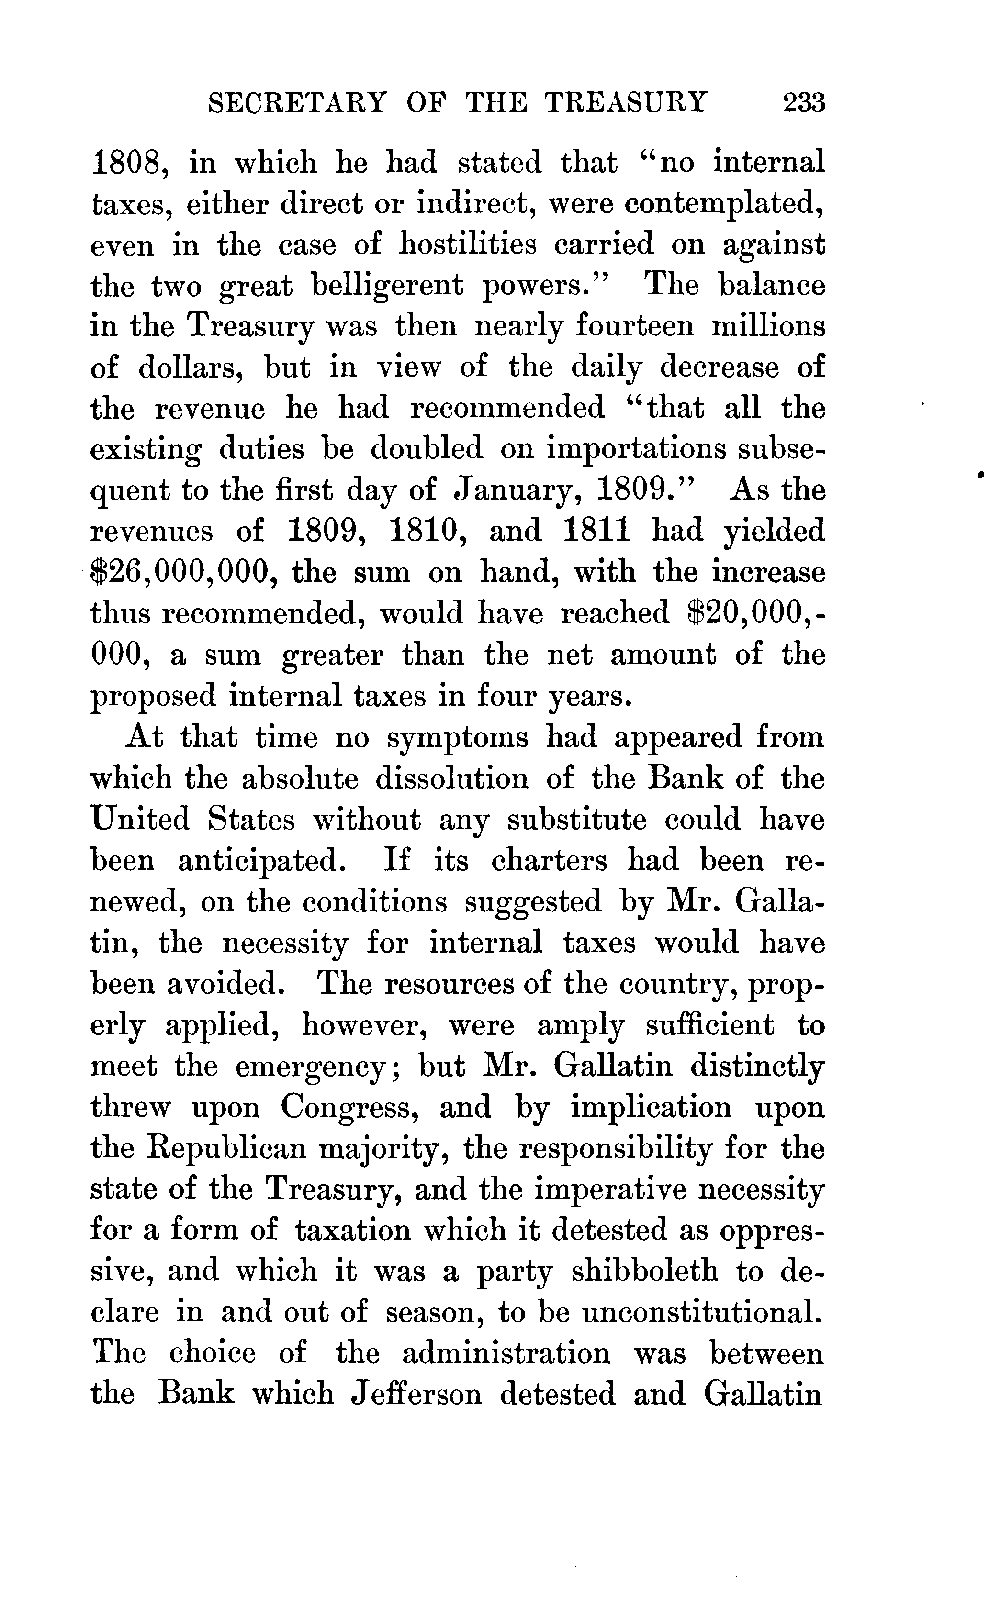 SECRETARY OF THE TREASURY 233
1808, in which he had stated that “no internal
taxes, either direct or indirect, were contemplated,
even in the case of hostilities carried on against
the two great belligerent powers.” The balance
in the Treasury was then nearly fourteen millions
of dollars, but in view of the daily decrease of
the revenue he had recommended “that all the
existing duties be doubled on importations subse-
quent to the first day of January, 1809.” As the
revenues of 1809, 1810, and 1811 had yielded
$26,000,000, the sum on hand, with the increase
thus recommended, would have reached $20,000,-
000, a sum greater than the net amount of the
proposed internal taxes in four years.
At that time no symptoms had appeared from
which the absolute dissolution of the Bank of the
United States without any substitute could have
been anticipated. If its charters had been re-
newed, on the conditions suggested by Mr. Galla-
tin, the necessity for internal taxes would have
been avoided. The resources of the country, prop-
erly applied, however, were amply sufficient to
meet the emergency; but Mr. Gallatin distinctly
threw upon Congress, and by implication upon
the Republican majority, the responsibility for the
state of the Treasury, and the imperative necessity
for a form of taxation which it detested as oppres-
sive, and which it was a party shibboleth to de-
clare in and out of season, to be unconstitutional.
The choice of the administration was between
the Bank which Jefferson detested and Gallatin